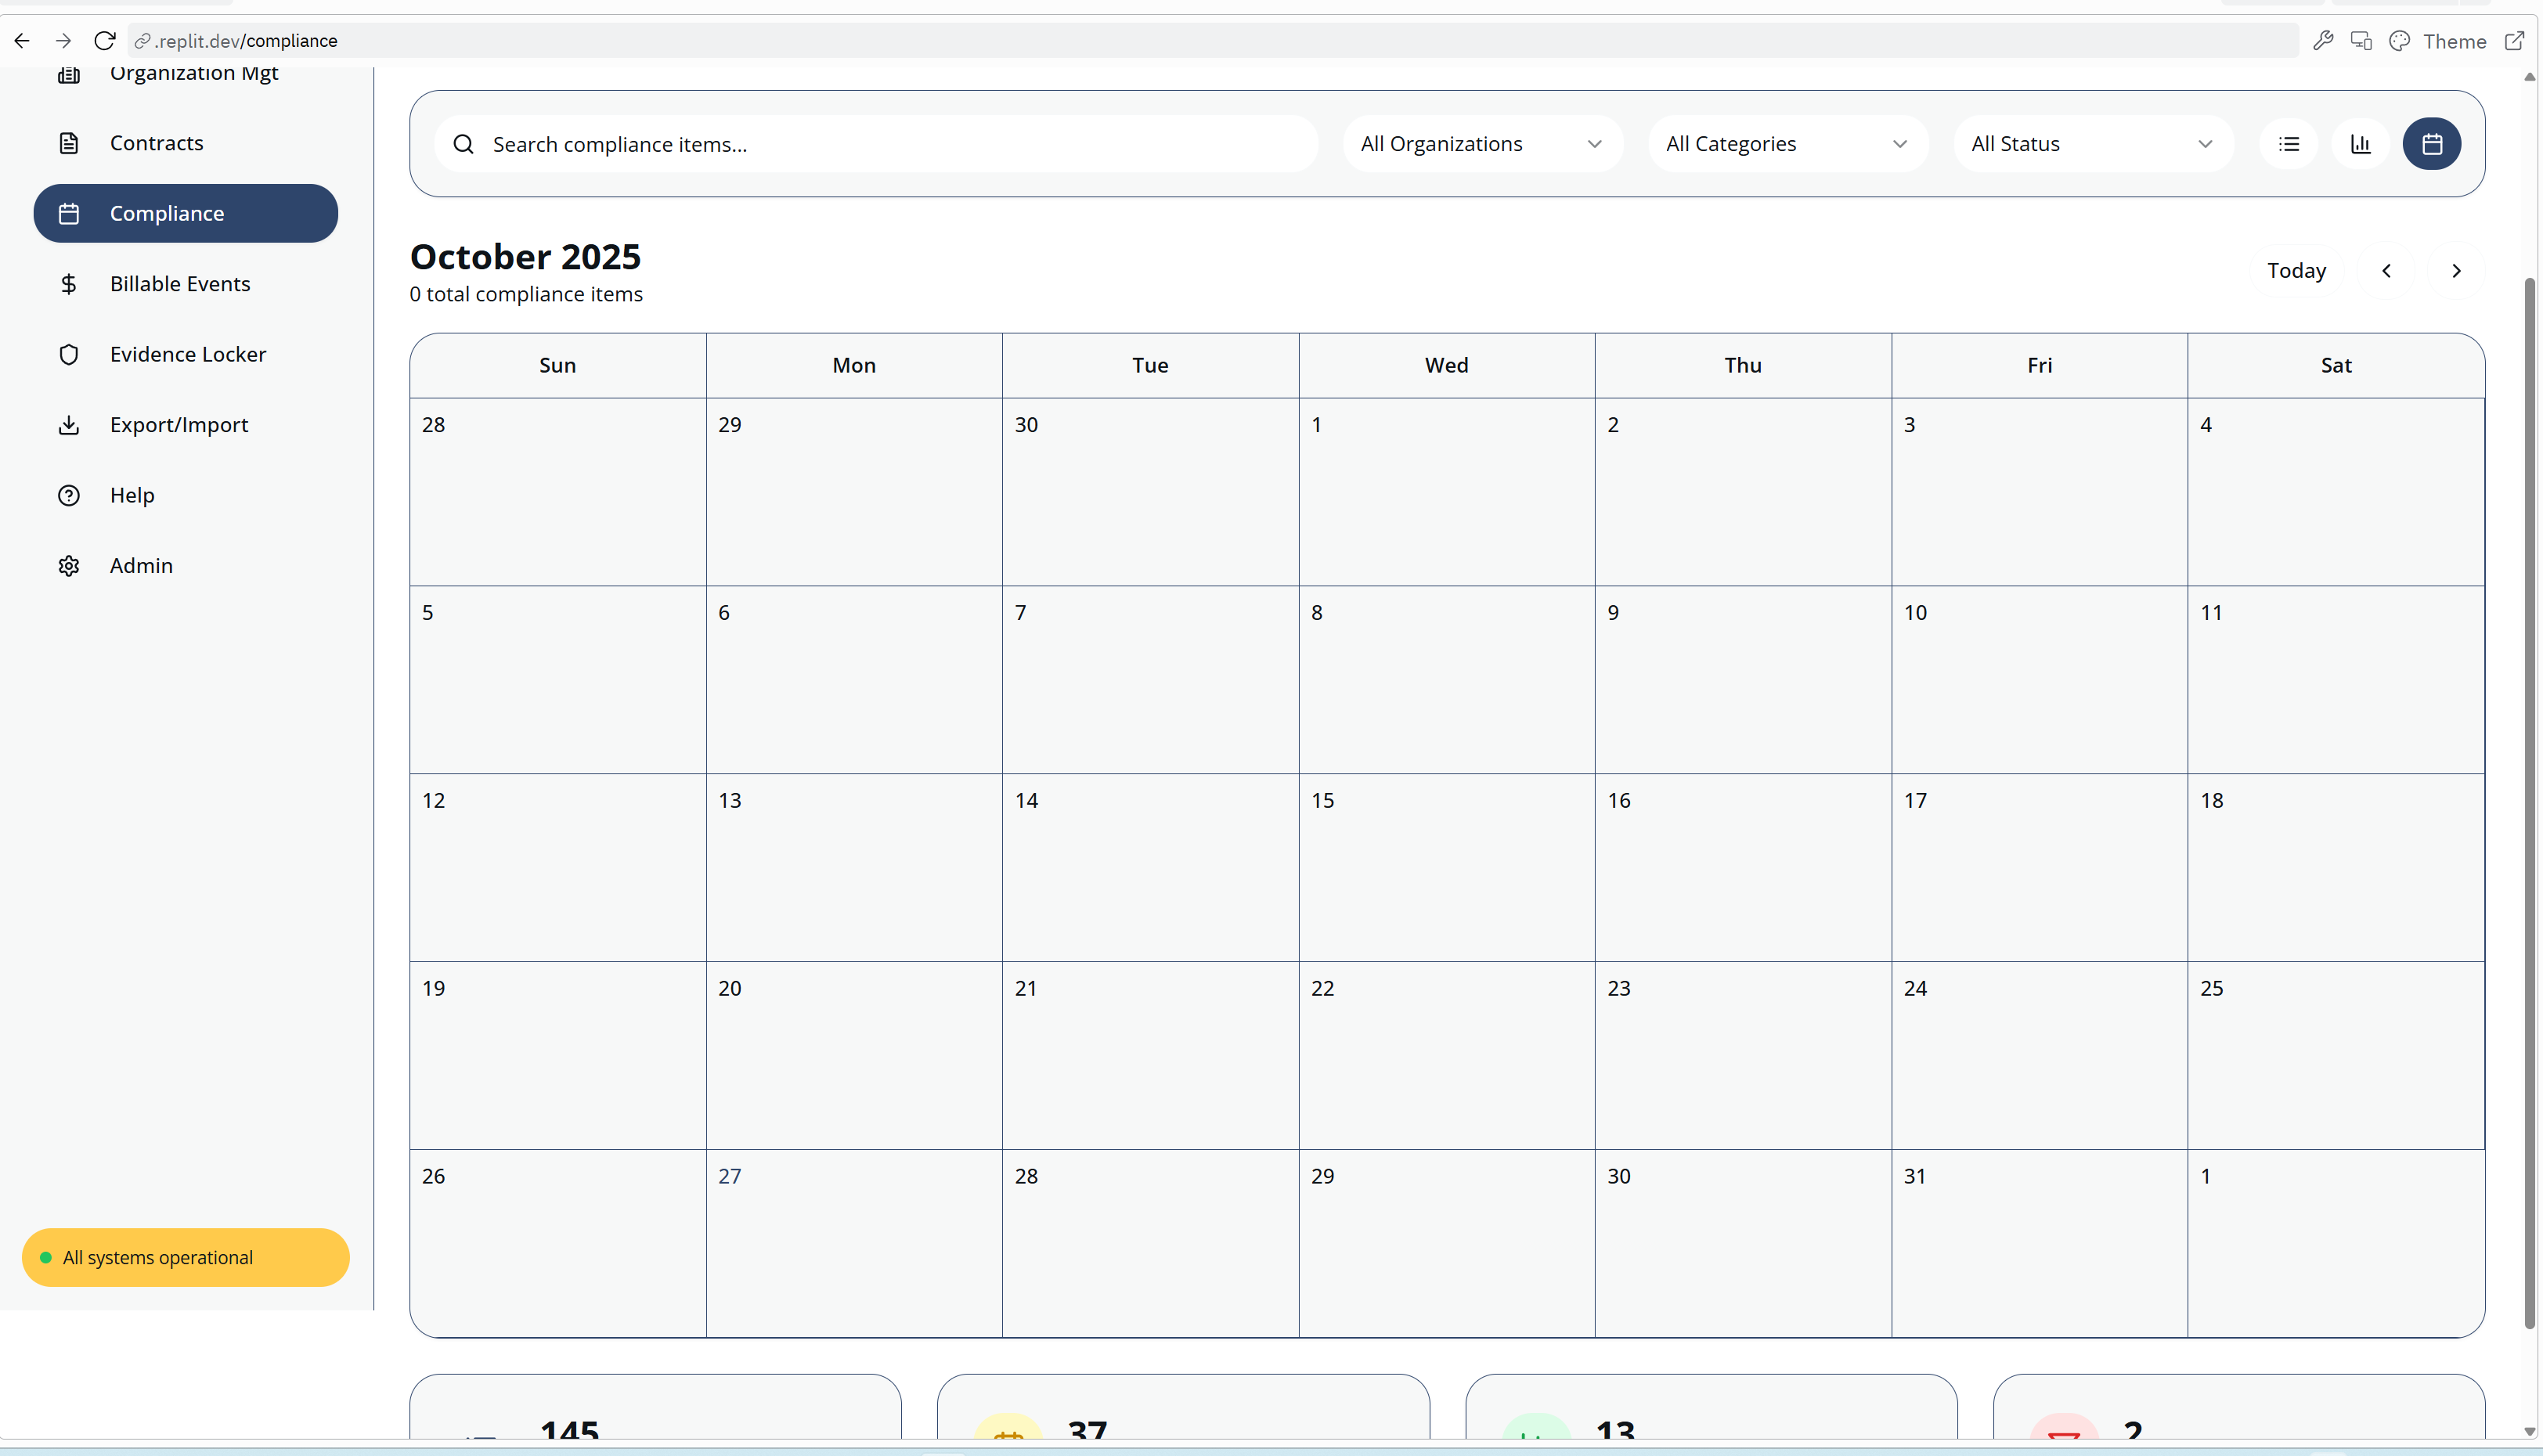 .replit.dev/compliance
Theme
Organization Mgt
Contracts
Compliance
Billable Events
Evidence Locker
Export/Import
Help
Admin
All systems operational
Search compliance items...
All Organizations
All Categories
All Status
October 2025
0 total compliance items
Today
Sun Mon Tue Wed Thu Fri Sat
28 29 30 1 2 3 4
5 6 7 8 9 10 11
12 13 14 15 16 17 18
19 20 21 22 23 24 25
26 27 28 29 30 31 1
145 37 13 2